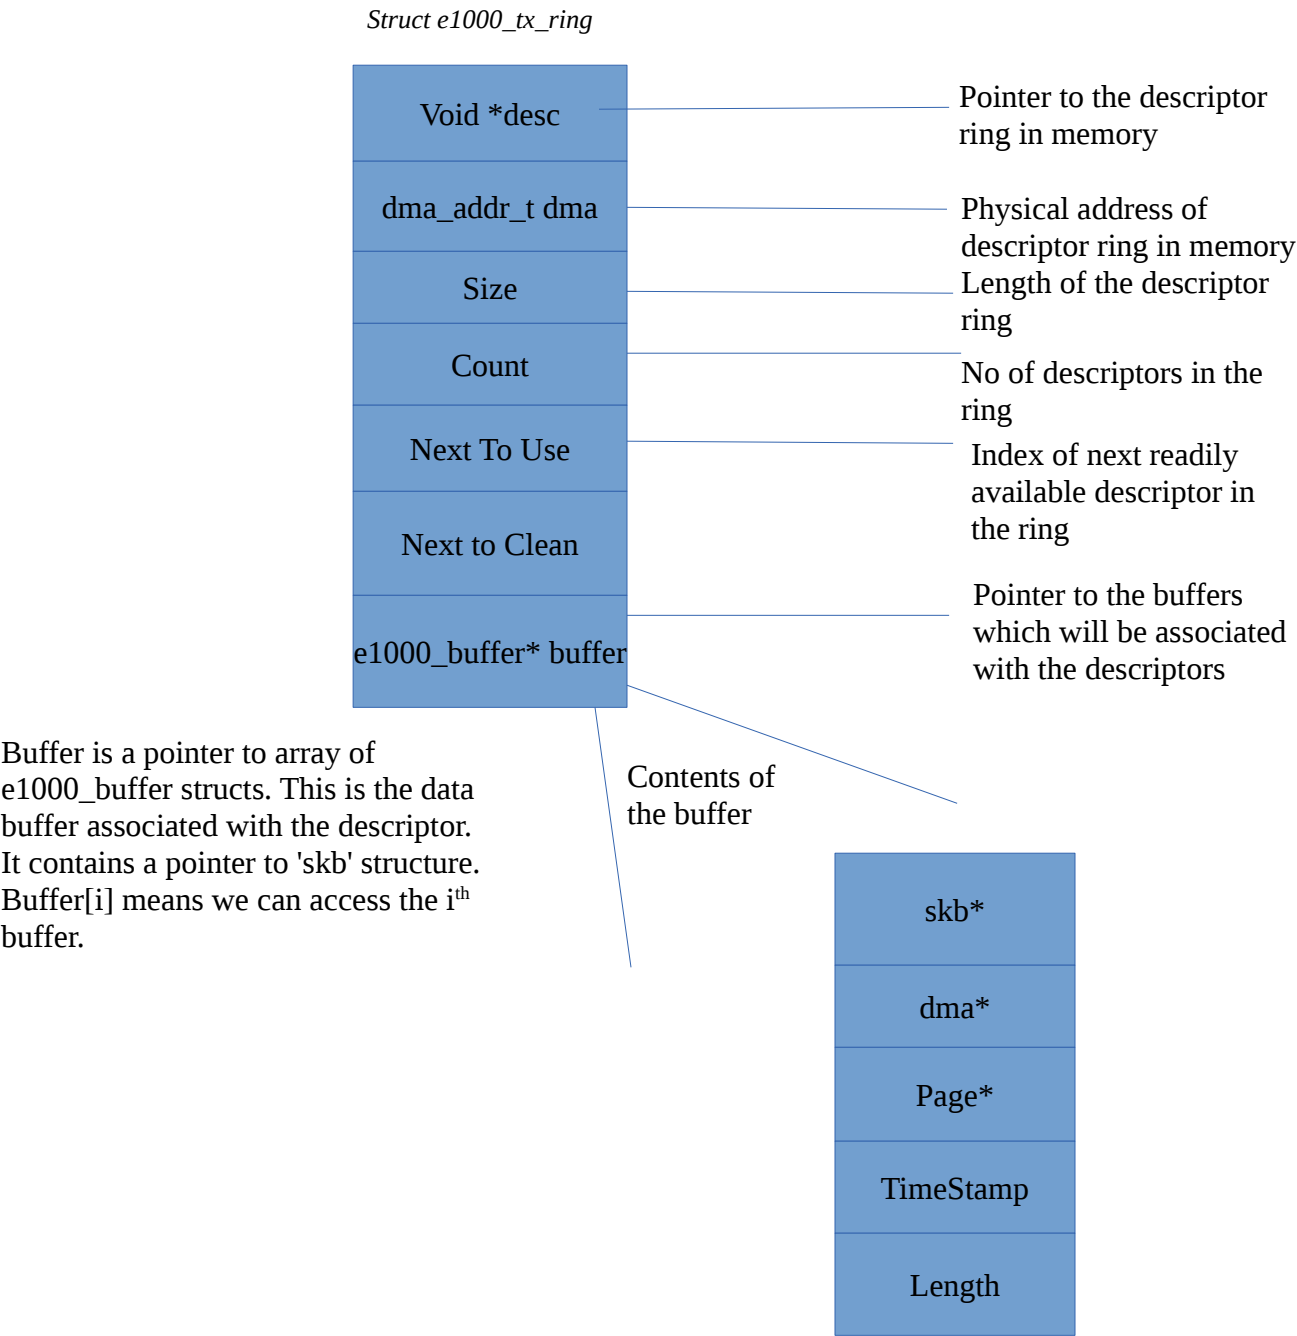 Struct e1000_tx_ring
Void *desc
Pointer to the descriptor
ring in memory
dma_addr_t dma
Physical address of
descriptor ring in memory
Size
Length of the descriptor
ring
Count
No of descriptors in the
ring
Next To Use
Index of next readily
available descriptor in
the ring
Next to Clean
e1000_buffer* buffer
Pointer to the buffers
which will be associated
with the descriptors
Buffer is a pointer to array of
e1000_buffer structs. This is the data
buffer associated with the descriptor.
It contains a pointer to 'skb' structure.
Buffer[i] means we can access the ith
buffer.
Contents of
the buffer
skb*
dma*
Page*
TimeStamp
Length